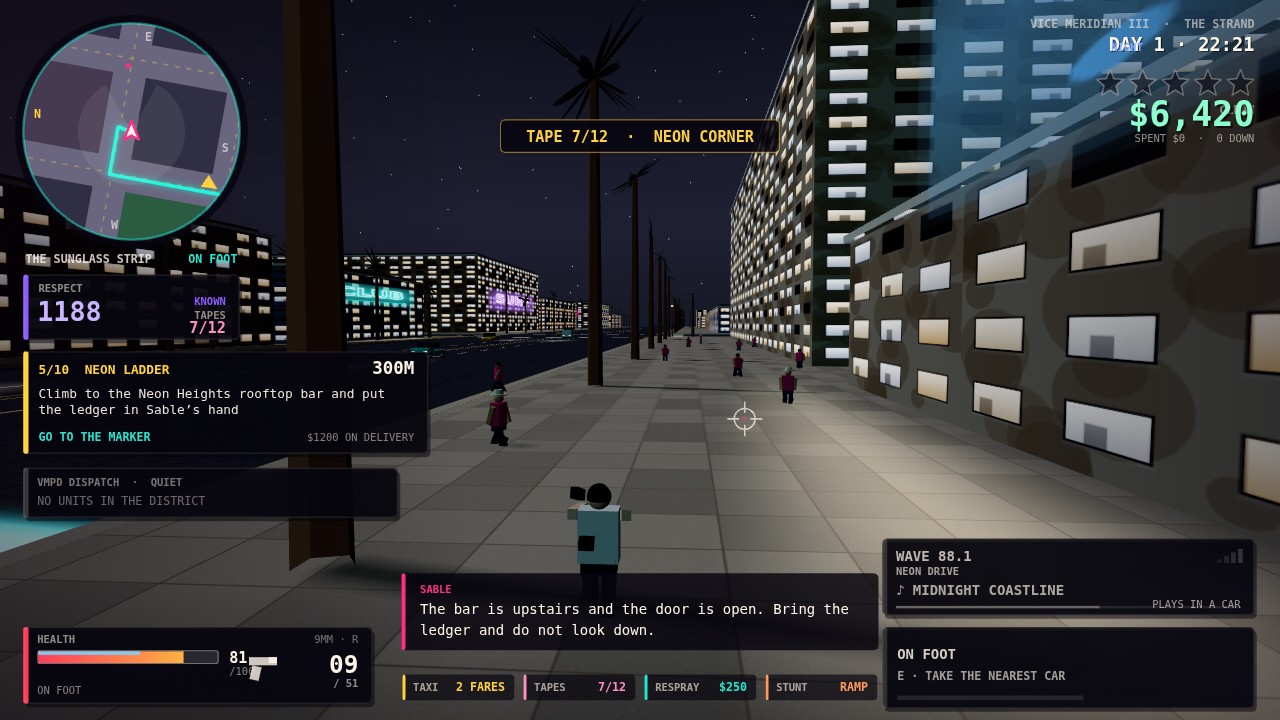 E
N
S
W
VICE MERIDIAN III · THE STRAND
DAY 1 · 22:21
$6,420
SPENT $0 · 0 DOWN
TAPE 7/12 · NEON CORNER
THE SUNGLASS STRIP ON FOOT
RESPECT
1188
KNOWN
TAPES
7/12
5/10 NEON LADDER 300M
Climb to the Neon Heights rooftop bar and put
the ledger in Sable’s hand
GO TO THE MARKER $1200 ON DELIVERY
VMPD DISPATCH · QUIET
NO UNITS IN THE DISTRICT
CLUB
HEALTH 9MM · R
81
/100
09
/ 51
ON FOOT
SABLE
The bar is upstairs and the door is open. Bring the
ledger and do not look down.
TAXI 2 FARES
TAPES 7/12
RESPRAY $250
STUNT RAMP
WAVE 88.1
NEON DRIVE
♪ MIDNIGHT COASTLINE
PLAYS IN A CAR
ON FOOT
E · TAKE THE NEAREST CAR